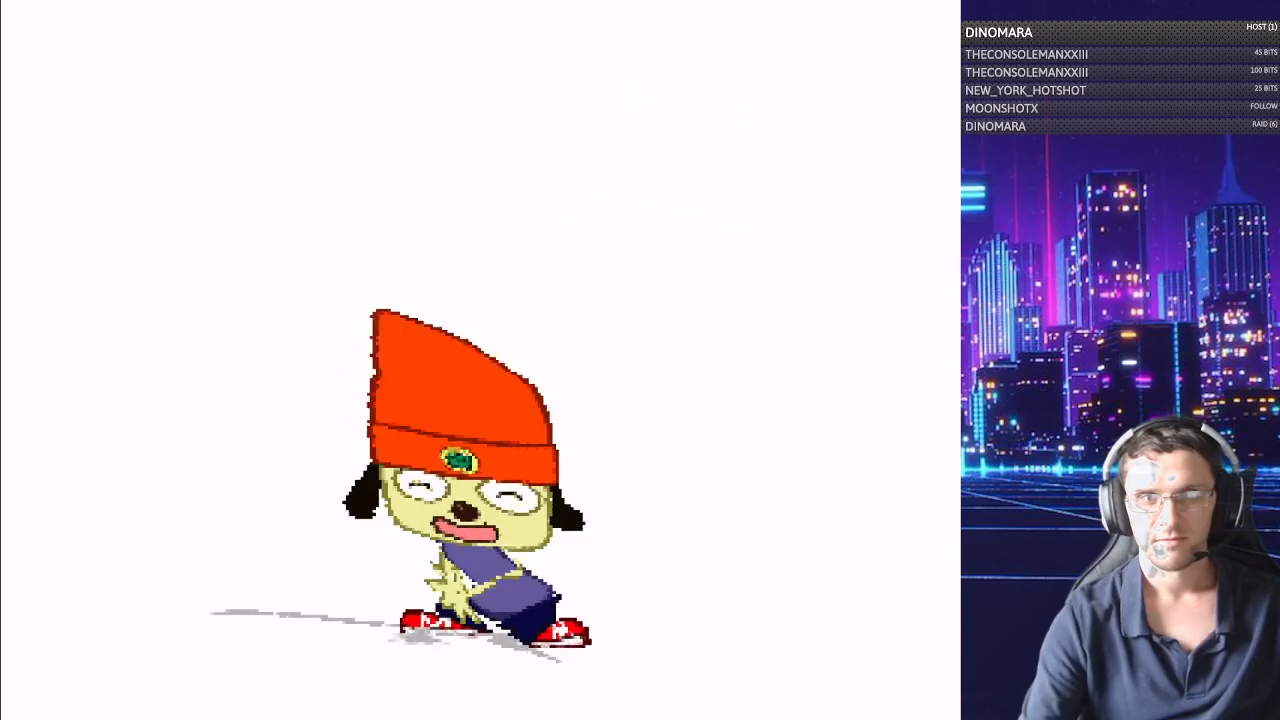 DINOMARA HOST (1)
THECONSOLEMANXXIII 45 BITS
THECONSOLEMANXXIII 100 BITS
NEW_YORK_HOTSHOT 25 BITS
MOONSHOTX FOLLOW
DINOMARA RAID (6)